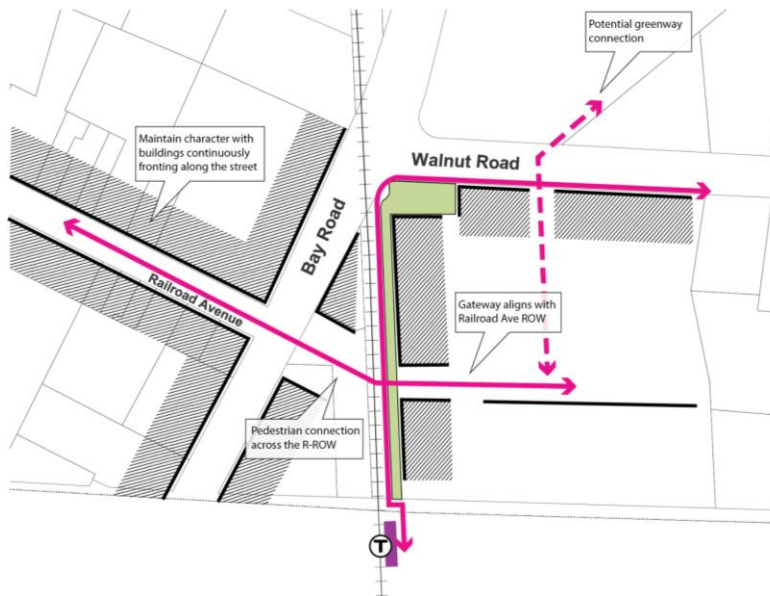 Potential greenway
connection
Maintain character with
buildings continuously
fronting along the street
Walnut Road
Bay Road
Railroad Avenue
Gateway aligns with
Railroad Ave ROW
Pedestrian connection
across the R-ROW
T